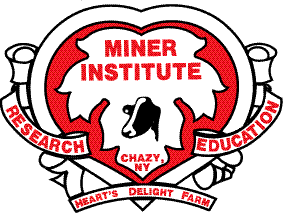 MINER
INSTITUTE
RESEARCH
EDUCATION
CHAZY,
NY
HEART'S DELIGHT FARM